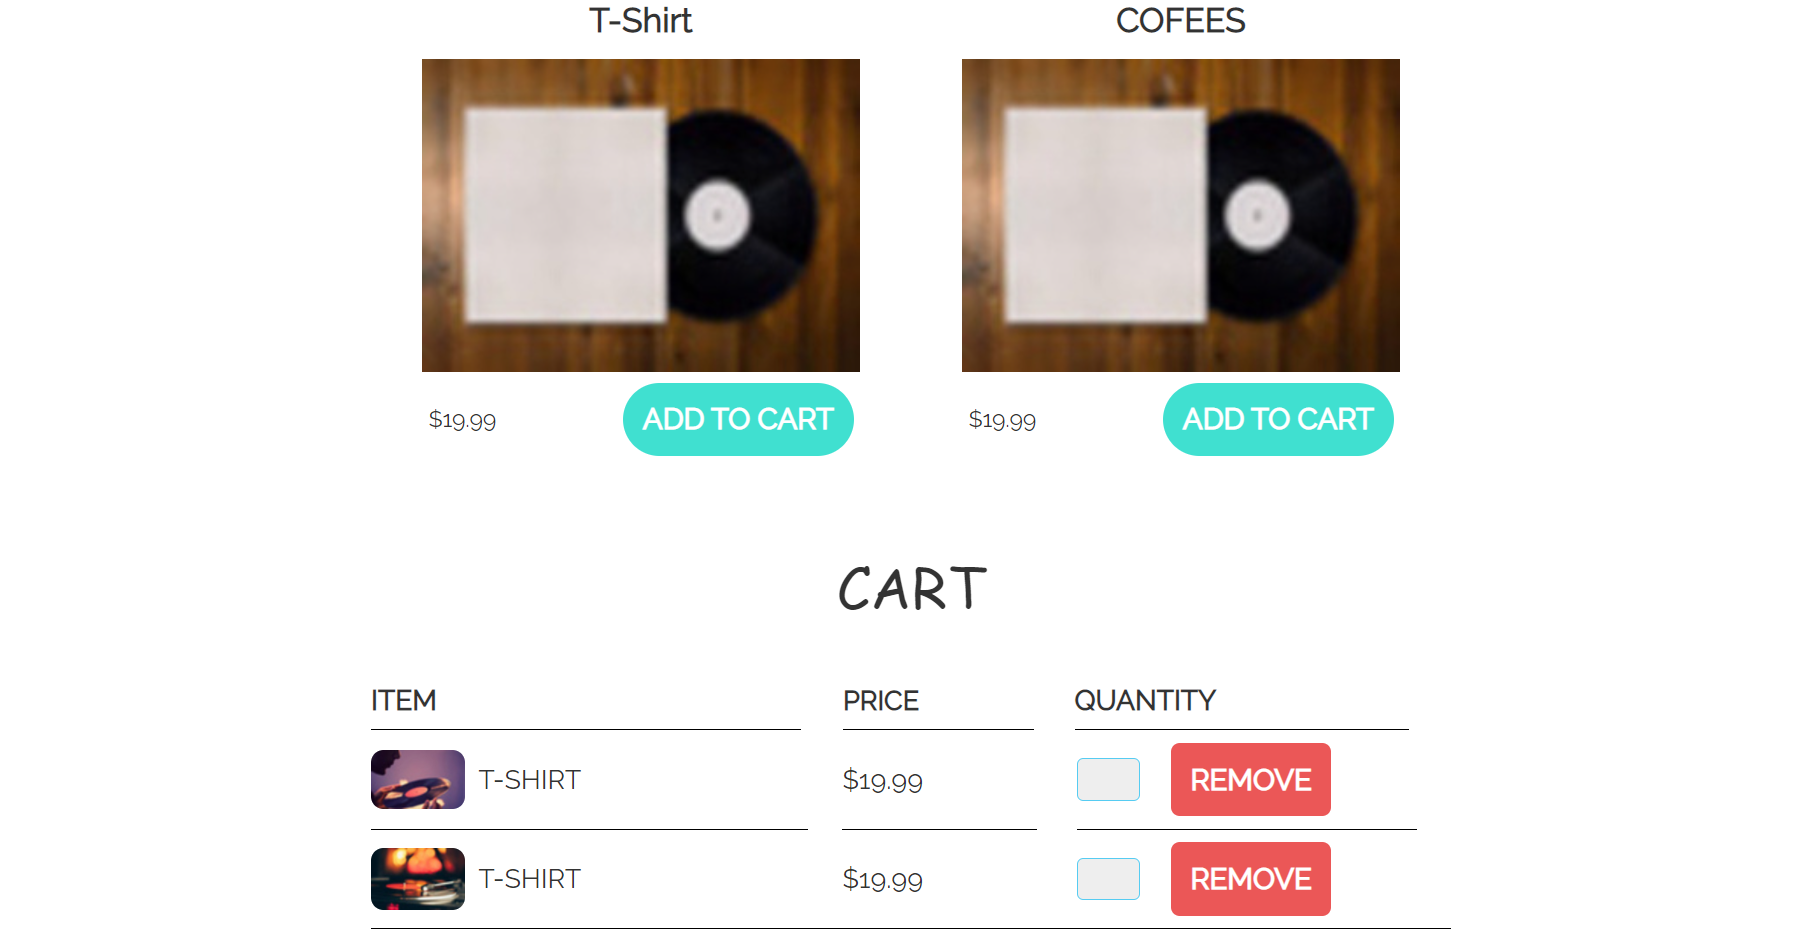 T-Shirt COFEES
$19.99 ADD TO CART $19.99 ADD TO CART
CART
ITEM PRICE QUANTITY
T-SHIRT $19.99 REMOVE
T-SHIRT $19.99 REMOVE